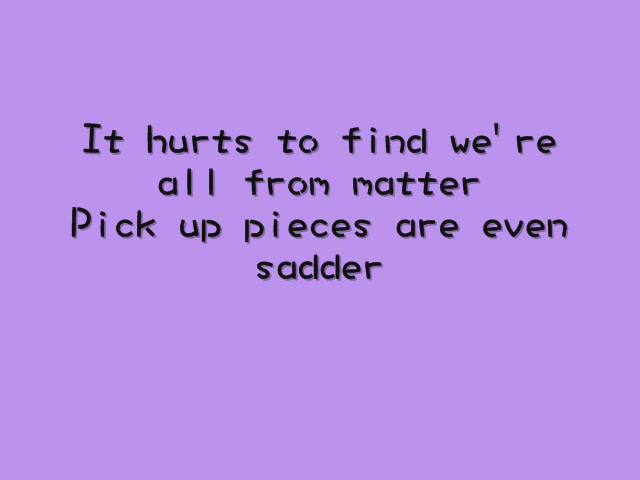 It hurts to find we're
all from matter
Pick up pieces are even
sadder